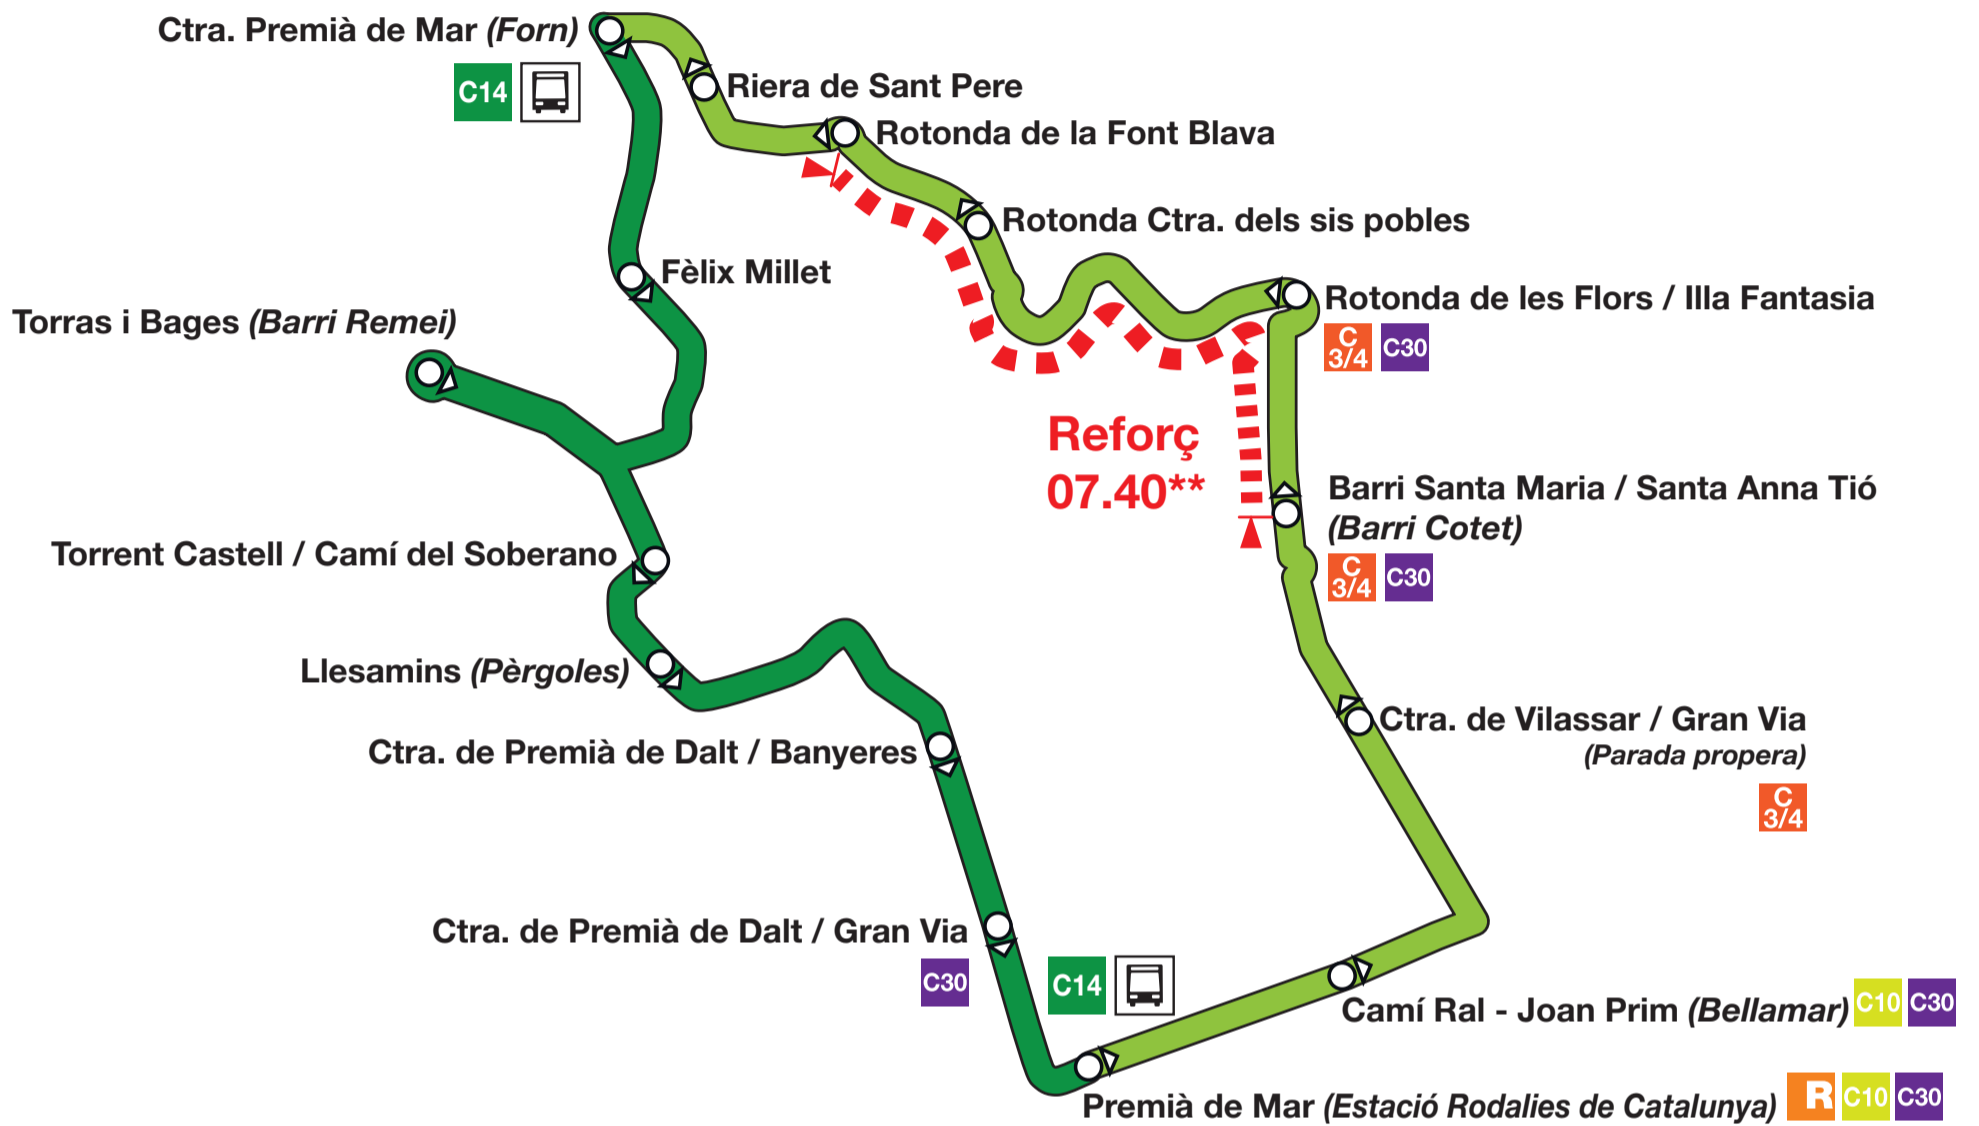 Ctra. Premià de Mar (Forn)
C14
Riera de Sant Pere
Rotonda de la Font Blava
Rotonda Ctra. dels sis pobles
Fèlix Millet
Rotonda de les Flors / Illa Fantasia
C
3/4
C30
Torras i Bages (Barri Remei)
Reforç
07.40**
Barri Santa Maria / Santa Anna Tió
(Barri Cotet)
C
3/4
C30
Torrent Castell / Camí del Soberano
Llesamins (Pèrgoles)
Ctra. de Vilassar / Gran Via
(Parada propera)
C
3/4
Ctra. de Premià de Dalt / Banyeres
Ctra. de Premià de Dalt / Gran Via
C30
C14
Camí Ral - Joan Prim (Bellamar) C10 C30
Premià de Mar (Estació Rodalies de Catalunya) R C10 C30